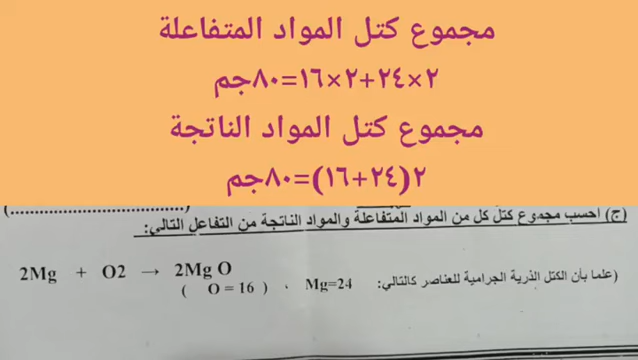 مجموع كتل المواد المتفاعلة
٢×٢٤+٢×١٦=٨٠جم
مجموع كتل المواد الناتجة
٢(٢٤+١٦)=٨٠جم
(...................................
(ج) احسب مجموع كتل كل من المواد المتفاعلة والمواد الناتجة من التفاعل التالي:
2Mg + O2 → 2Mg O
(علما بأن الكتل الذرية الجرامية للعناصر كالتالي: Mg=24 ، O = 16 )